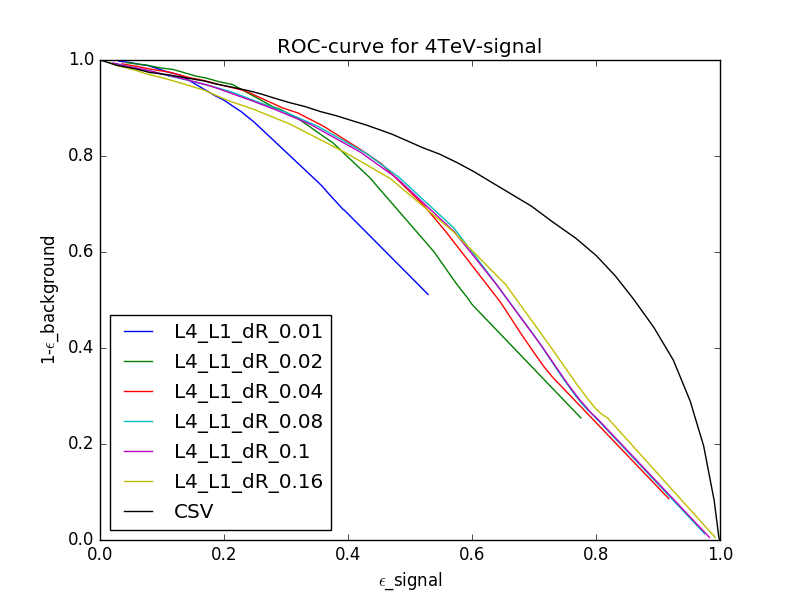 ROC-curve for 4TeV-signal
1.0
0.8
0.6
0.4
0.2
0.0
1-ϵ_background
L4_L1_dR_0.01
L4_L1_dR_0.02
L4_L1_dR_0.04
L4_L1_dR_0.08
L4_L1_dR_0.1
L4_L1_dR_0.16
CSV
0.0 0.2 0.4 0.6 0.8 1.0
ϵ_signal